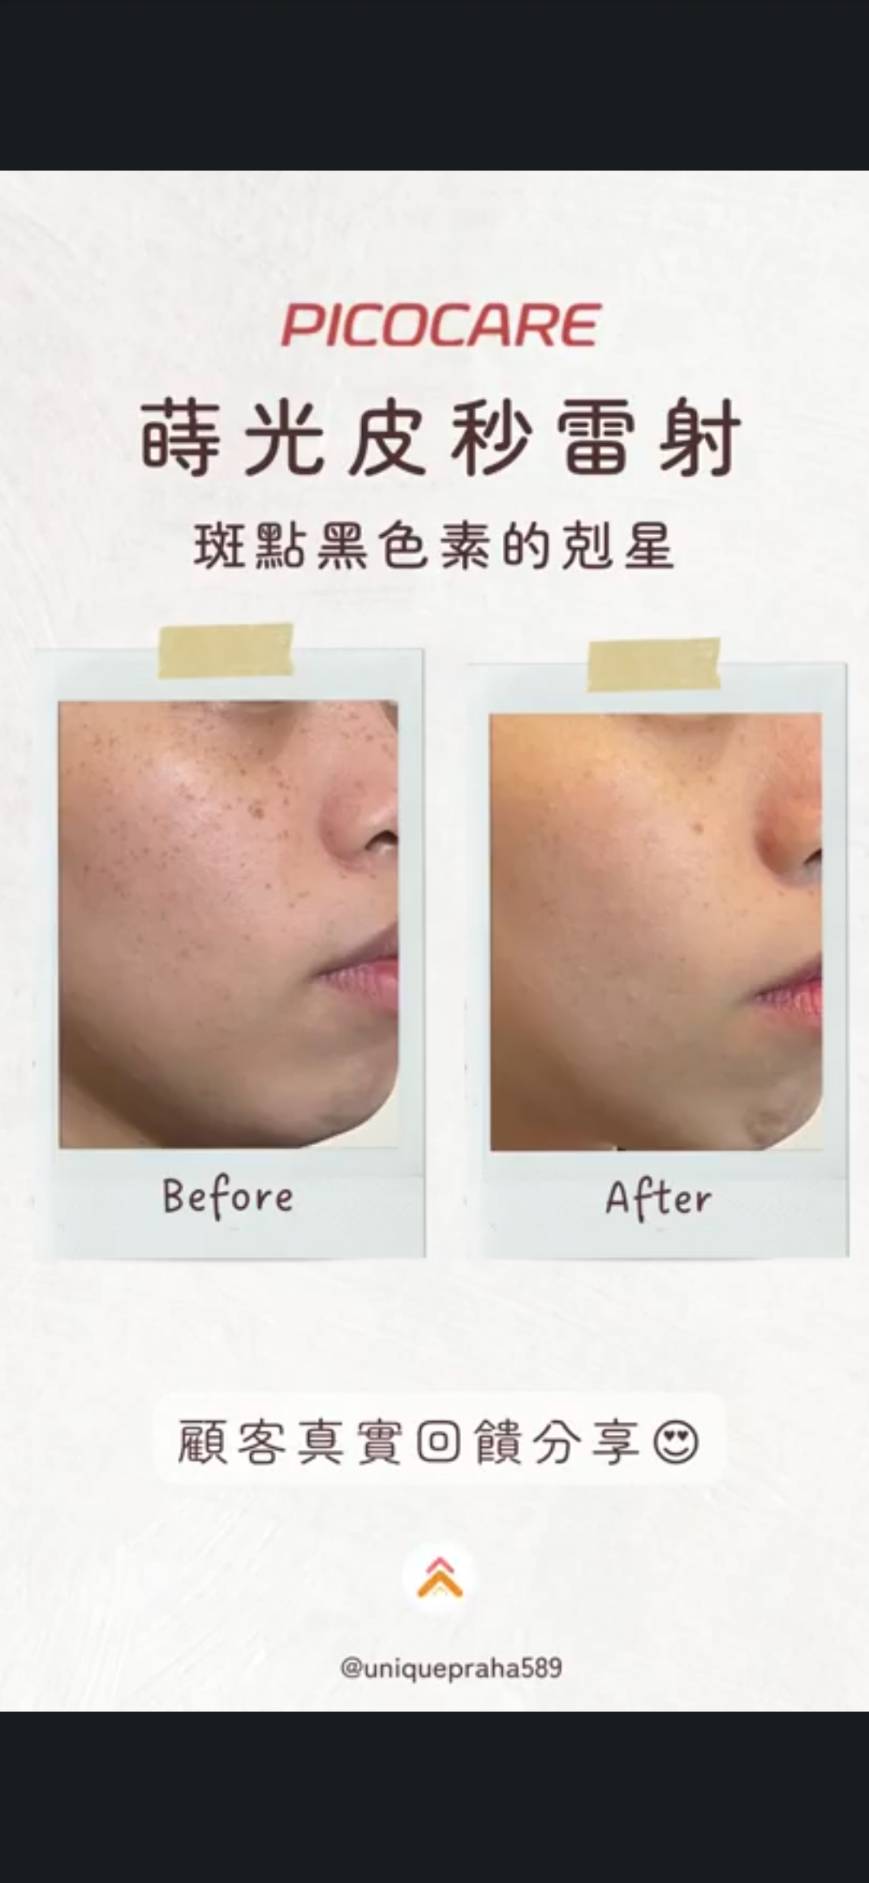 PICOCARE
蒔光皮秒雷射
斑點黑色素的剋星
Before
After
顧客真實回饋分享😍
@uniquepraha589